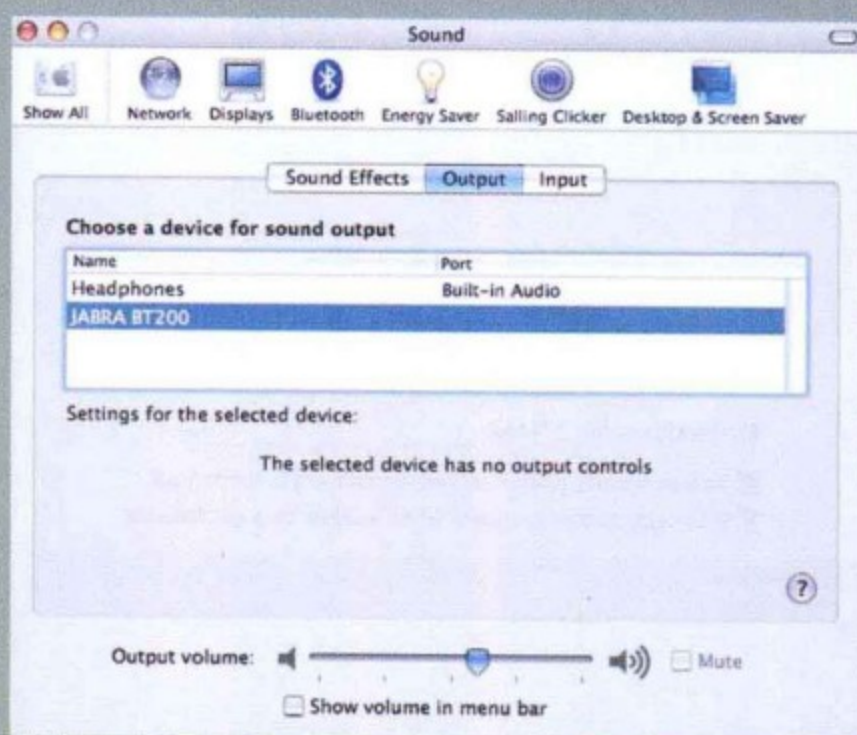 Sound
Show All Network Displays Bluetooth Energy Saver Salling Clicker Desktop & Screen Saver
Sound Effects Output Input
Choose a device for sound output
Name Port
Headphones Built-in Audio
JABRA BT200
Settings for the selected device:
The selected device has no output controls
?
Output volume: Mute
Show volume in menu bar